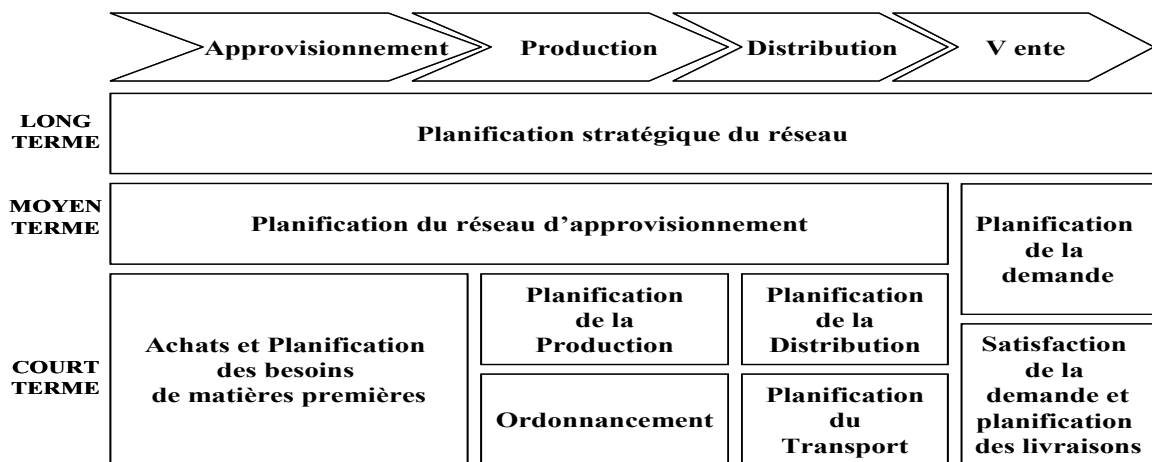 Approvisionnement
Production
Distribution
V ente
LONG
TERME
Planification stratégique du réseau
MOYEN
TERME
Planification du réseau d'approvisionnement
Planification
de la
demande
COURT
TERME
Achats et Planification
des besoins
de matières premières
Planification
de la
Production
Ordonnancement
Planification
de la
Distribution
Planification
du
Transport
Satisfaction
de la
demande et
planification
des livraisons